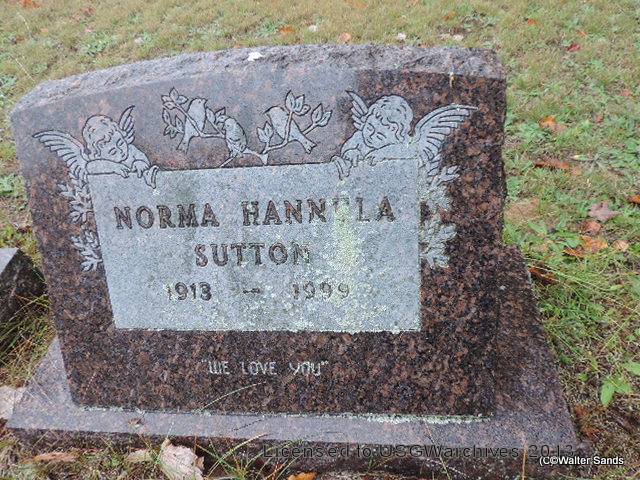 NORMA HANNULA
SUTTON
1913 – 1999
"WE LOVE YOU"
Licensed to USGWarchives 2013
(C©Walter Sands